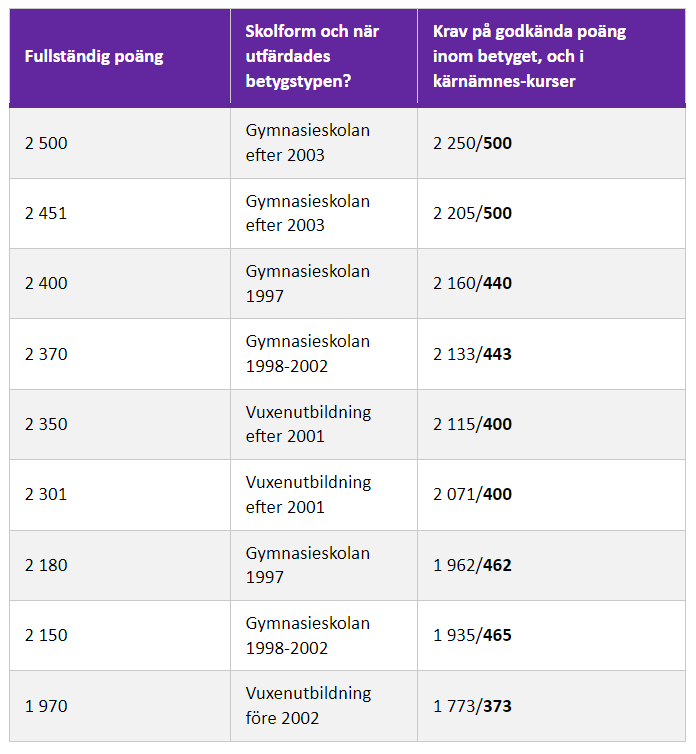 Fullständig poäng
Skolform och när
utfärdades
betygstypen?
Krav på godkända poäng
inom betyget, och i
kärnämnes-kurser
2 500
Gymnasieskolan
efter 2003
2 250/500
2 451
Gymnasieskolan
efter 2003
2 205/500
2 400
Gymnasieskolan
1997
2 160/440
2 370
Gymnasieskolan
1998-2002
2 133/443
2 350
Vuxenutbildning
efter 2001
2 115/400
2 301
Vuxenutbildning
efter 2001
2 071/400
2 180
Gymnasieskolan
1997
1 962/462
2 150
Gymnasieskolan
1998-2002
1 935/465
1 970
Vuxenutbildning
före 2002
1 773/373